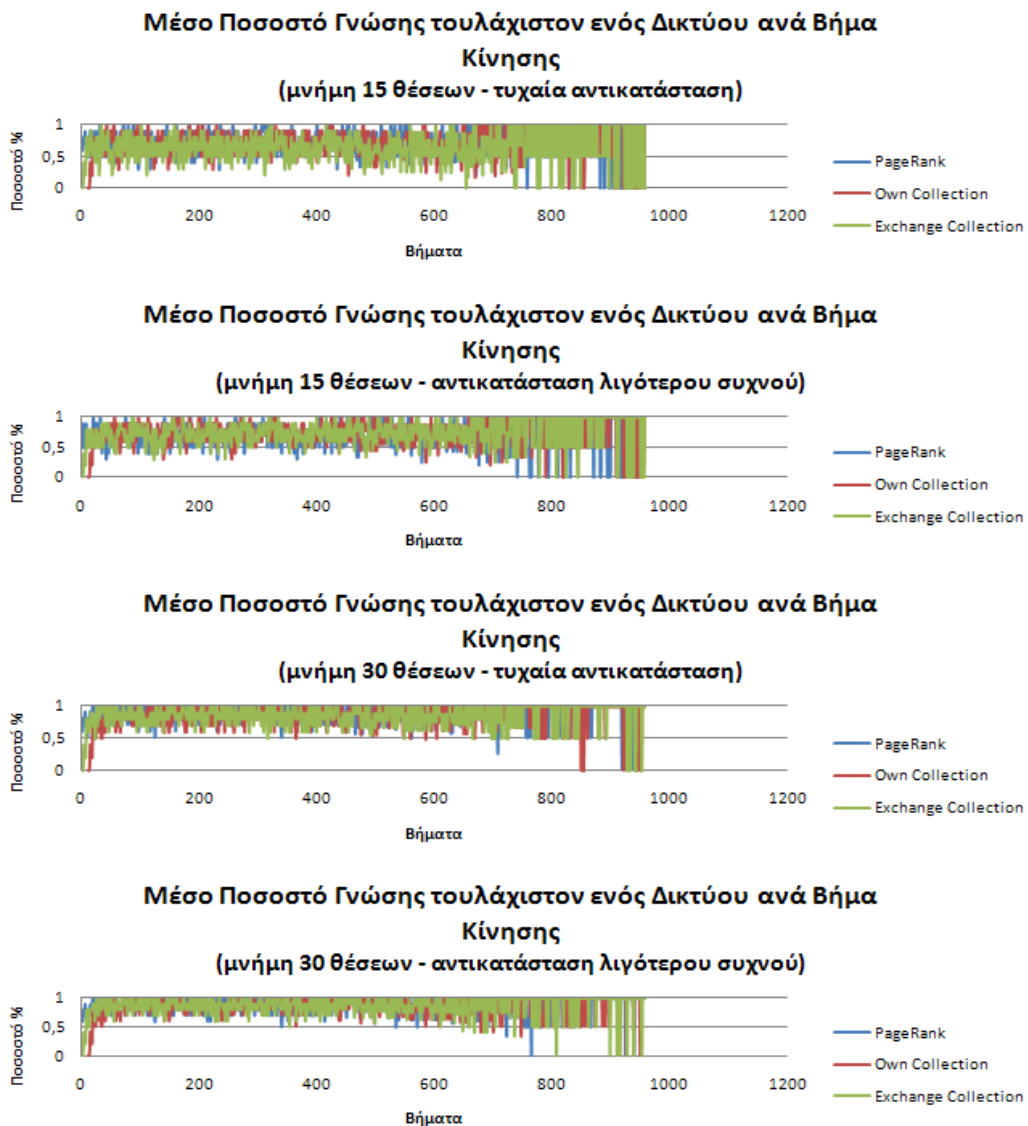 Μέσο Ποσοστό Γνώσης τουλάχιστον ενός Δικτύου ανά Βήμα
Κίνησης
(μνήμη 15 θέσεων - τυχαία αντικατάσταση)
Ποσοστό %
1
0,5
0
0 200 400 600 800 1000 1200
Βήματα
PageRank
Own Collection
Exchange Collection
Μέσο Ποσοστό Γνώσης τουλάχιστον ενός Δικτύου ανά Βήμα
Κίνησης
(μνήμη 15 θέσεων - αντικατάσταση λιγότερου συχνού)
Ποσοστό %
1
0,5
0
0 200 400 600 800 1000 1200
Βήματα
PageRank
Own Collection
Exchange Collection
Μέσο Ποσοστό Γνώσης τουλάχιστον ενός Δικτύου ανά Βήμα
Κίνησης
(μνήμη 30 θέσεων - τυχαία αντικατάσταση)
Ποσοστό %
1
0,5
0
0 200 400 600 800 1000 1200
Βήματα
PageRank
Own Collection
Exchange Collection
Μέσο Ποσοστό Γνώσης τουλάχιστον ενός Δικτύου ανά Βήμα
Κίνησης
(μνήμη 30 θέσεων - αντικατάσταση λιγότερου συχνού)
Ποσοστό %
1
0,5
0
0 200 400 600 800 1000 1200
Βήματα
PageRank
Own Collection
Exchange Collection